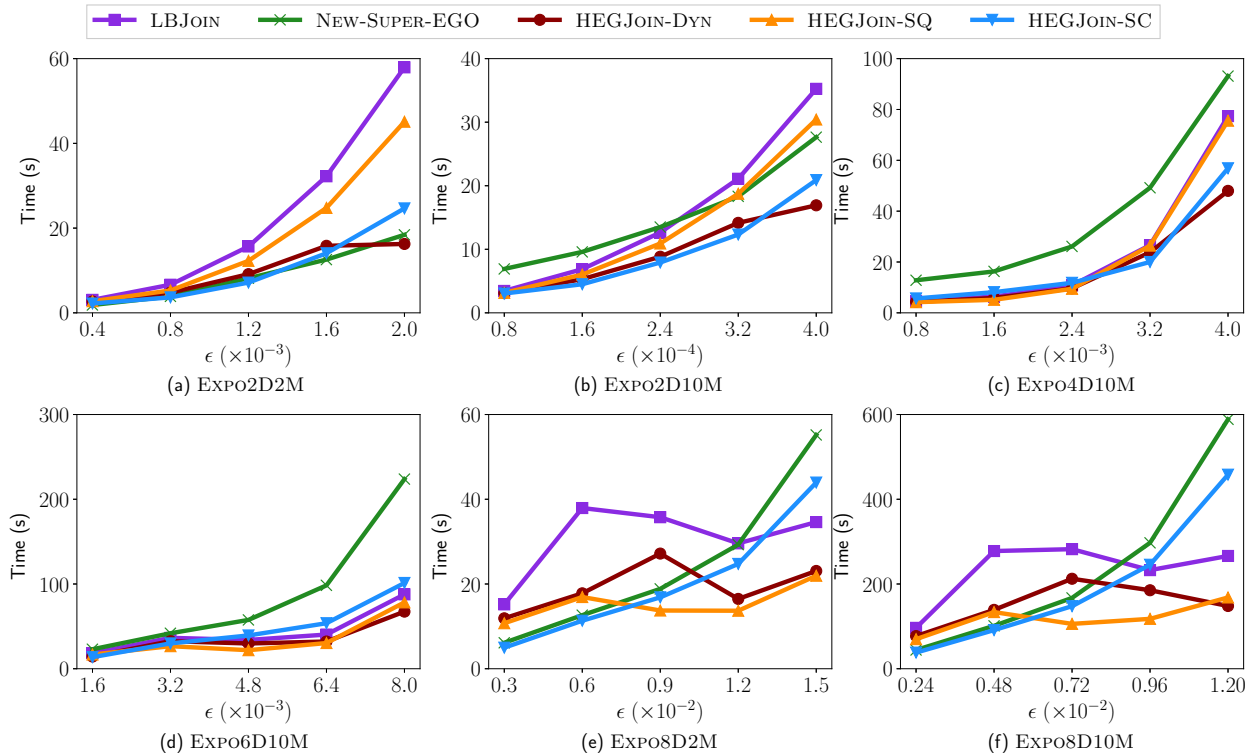 LBJOIN NEW-SUPER-EGO HEGJOIN-DYN HEGJOIN-SQ HEGJOIN-SC
60
40
20
0
Time (s)
0.4 0.8 1.2 1.6 2.0
ϵ (×10⁻³)
(a) EXPO2D2M
40
30
20
10
0
Time (s)
0.8 1.6 2.4 3.2 4.0
ϵ (×10⁻⁴)
(b) EXPO2D10M
100
80
60
40
20
0
Time (s)
0.8 1.6 2.4 3.2 4.0
ϵ (×10⁻³)
(c) EXPO4D10M
300
200
100
0
Time (s)
1.6 3.2 4.8 6.4 8.0
ϵ (×10⁻³)
(d) EXPO6D10M
60
40
20
0
Time (s)
0.3 0.6 0.9 1.2 1.5
ϵ (×10⁻²)
(e) EXPO8D2M
600
400
200
0
Time (s)
0.24 0.48 0.72 0.96 1.20
ϵ (×10⁻²)
(f) EXPO8D10M